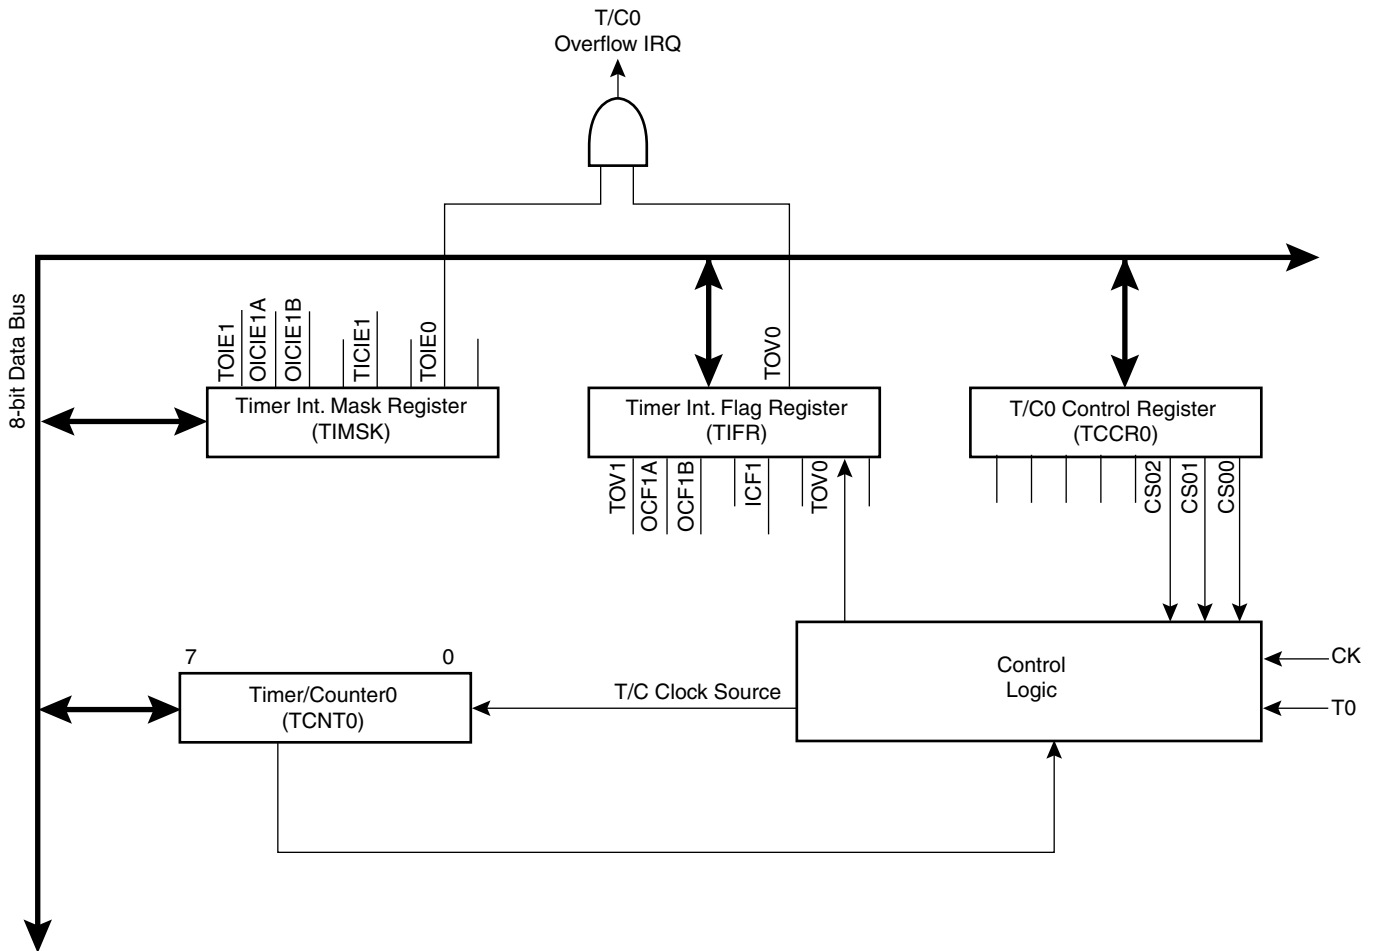 T/C0
Overflow IRQ
8-bit Data Bus
TOIE1
OICIE1A
OICIE1B
TICIE1
TOIE0
TOV0
Timer Int. Mask Register
(TIMSK)
Timer Int. Flag Register
(TIFR)
T/C0 Control Register
(TCCR0)
TOV1
OCF1A
OCF1B
ICF1
TOV0
CS02
CS01
CS00
7
0
Timer/Counter0
(TCNT0)
T/C Clock Source
Control
Logic
CK
T0